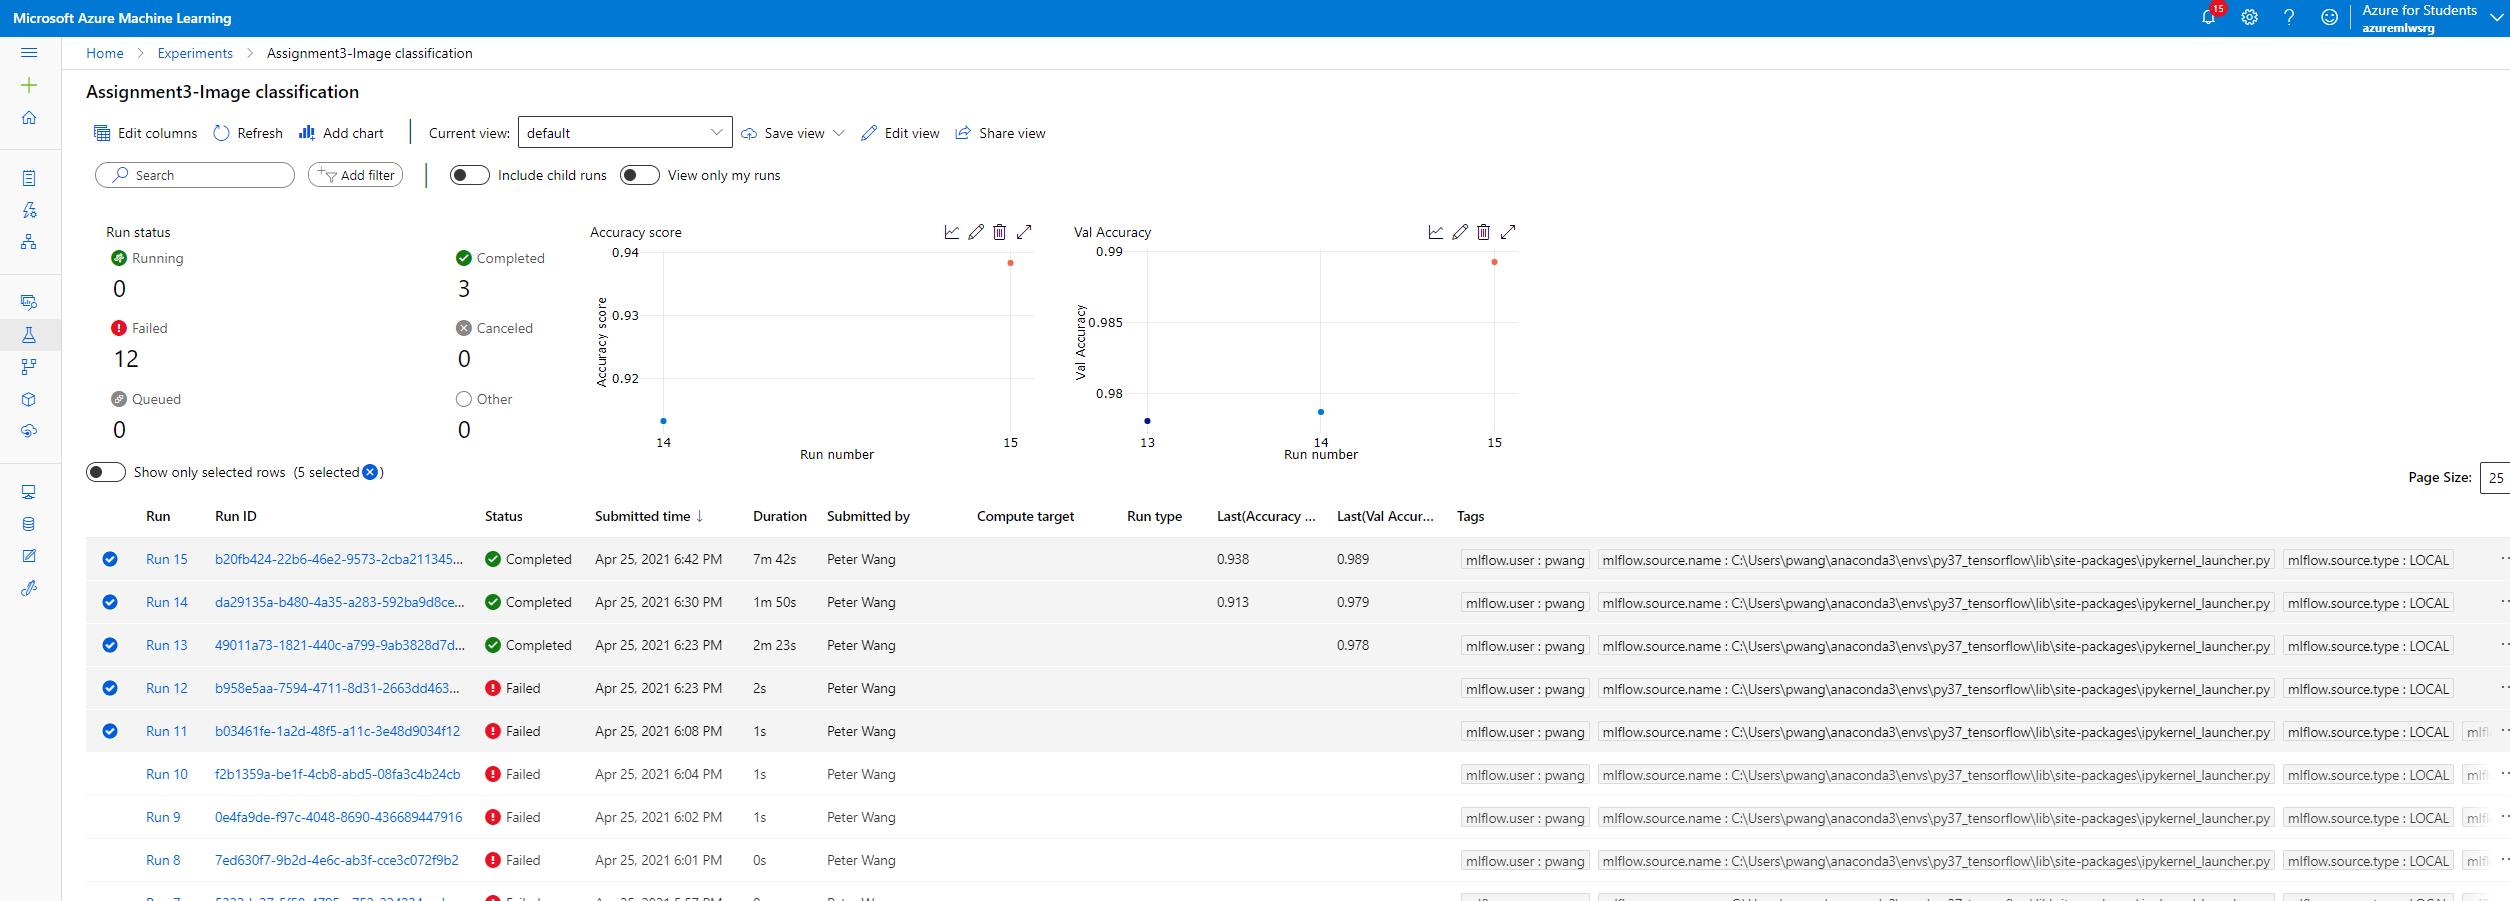 Microsoft Azure Machine Learning
15
Azure for Students
azuremlwsrg
Home > Experiments > Assignment3-Image classification
Assignment3-Image classification
Edit columns Refresh Add chart Current view: default Save view Edit view Share view
Search Add filter Include child runs View only my runs
Run status
Running Completed
0 3
Failed Canceled
12 0
Queued Other
0 0
Accuracy score
0.94
0.93
0.92
Accuracy score
14 15
Run number
Val Accuracy
0.99
0.985
0.98
Val Accuracy
13 14 15
Run number
Show only selected rows (5 selected )
Page Size: 25
Run Run ID Status Submitted time ↓ Duration Submitted by Compute target Run type Last(Accuracy ... Last(Val Accur... Tags
Run 15 b20fb424-22b6-46e2-9573-2cba211345... Completed Apr 25, 2021 6:42 PM 7m 42s Peter Wang 0.938 0.989 mlflow.user : pwang mlflow.source.name : C:\Users\pwang\anaconda3\envs\py37_tensorflow\lib\site-packages\ipykernel_launcher.py mlflow.source.type : LOCAL
Run 14 da29135a-b480-4a35-a283-592ba9d8ce... Completed Apr 25, 2021 6:30 PM 1m 50s Peter Wang 0.913 0.979 mlflow.user : pwang mlflow.source.name : C:\Users\pwang\anaconda3\envs\py37_tensorflow\lib\site-packages\ipykernel_launcher.py mlflow.source.type : LOCAL
Run 13 49011a73-1821-440c-a799-9ab3828d7d... Completed Apr 25, 2021 6:23 PM 2m 23s Peter Wang 0.978 mlflow.user : pwang mlflow.source.name : C:\Users\pwang\anaconda3\envs\py37_tensorflow\lib\site-packages\ipykernel_launcher.py mlflow.source.type : LOCAL
Run 12 b958e5aa-7594-4711-8d31-2663dd463... Failed Apr 25, 2021 6:23 PM 2s Peter Wang mlflow.user : pwang mlflow.source.name : C:\Users\pwang\anaconda3\envs\py37_tensorflow\lib\site-packages\ipykernel_launcher.py mlflow.source.type : LOCAL
Run 11 b03461fe-1a2d-48f5-a11c-3e48d9034f12 Failed Apr 25, 2021 6:08 PM 1s Peter Wang mlflow.user : pwang mlflow.source.name : C:\Users\pwang\anaconda3\envs\py37_tensorflow\lib\site-packages\ipykernel_launcher.py mlflow.source.type : LOCAL
Run 10 f2b1359a-be1f-4cb8-abd5-08fa3c4b24cb Failed Apr 25, 2021 6:04 PM 1s Peter Wang mlflow.user : pwang mlflow.source.name : C:\Users\pwang\anaconda3\envs\py37_tensorflow\lib\site-packages\ipykernel_launcher.py mlflow.source.type : LOCAL
Run 9 0e4fa9de-f97c-4048-8690-436689447916 Failed Apr 25, 2021 6:02 PM 1s Peter Wang mlflow.user : pwang mlflow.source.name : C:\Users\pwang\anaconda3\envs\py37_tensorflow\lib\site-packages\ipykernel_launcher.py mlflow.source.type : LOCAL
Run 8 7ed630f7-9b2d-4e6c-ab3f-cce3c072f9b2 Failed Apr 25, 2021 6:01 PM 0s Peter Wang mlflow.user : pwang mlflow.source.name : C:\Users\pwang\anaconda3\envs\py37_tensorflow\lib\site-packages\ipykernel_launcher.py mlflow.source.type : LOCAL